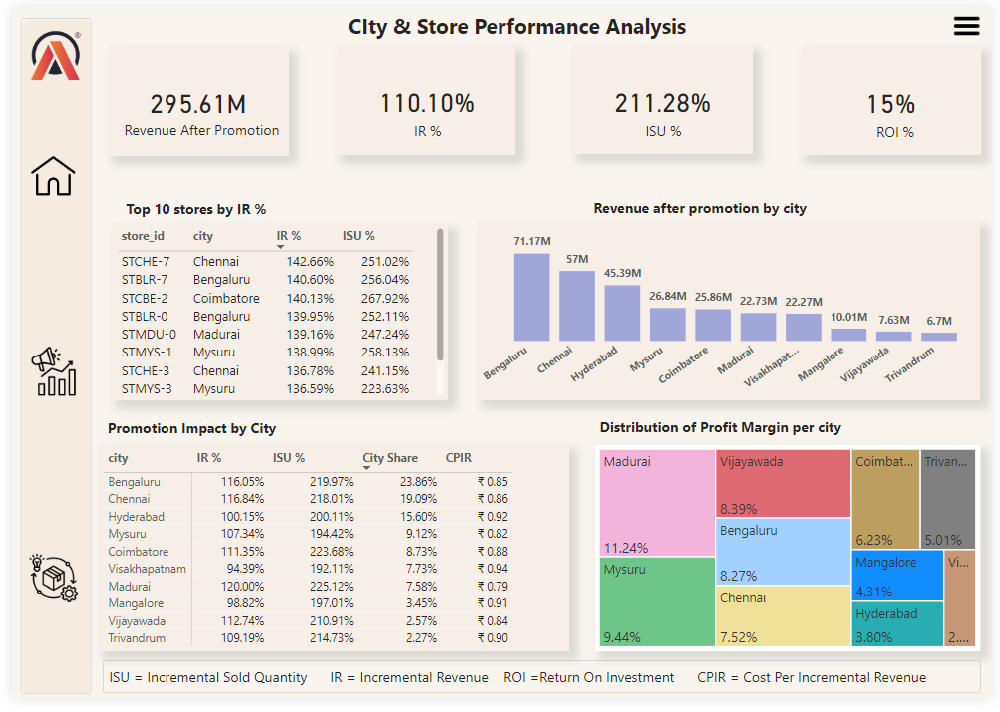 CIty & Store Performance Analysis
295.61M
Revenue After Promotion
110.10%
IR %
211.28%
ISU %
15%
ROI %
Top 10 stores by IR %
store_id city IR % ISU %
STCHE-7 Chennai 142.66% 251.02%
STBLR-7 Bengaluru 140.60% 256.04%
STCBE-2 Coimbatore 140.13% 267.92%
STBLR-0 Bengaluru 139.95% 252.11%
STMDU-0 Madurai 139.16% 247.24%
STMYS-1 Mysuru 138.99% 258.13%
STCHE-3 Chennai 136.78% 241.15%
STMYS-3 Mysuru 136.59% 223.63%
Revenue after promotion by city
71.17M
57M
45.39M
26.84M
25.86M
22.73M
22.27M
10.01M
7.63M
6.7M
Bengaluru
Chennai
Hyderabad
Mysuru
Coimbatore
Madurai
Visakhapat...
Mangalore
Vijayawada
Trivandrum
Promotion Impact by City
city IR % ISU % City Share CPIR
Bengaluru 116.05% 219.97% 23.86% ₹ 0.85
Chennai 116.84% 218.01% 19.09% ₹ 0.86
Hyderabad 100.15% 200.11% 15.60% ₹ 0.92
Mysuru 107.34% 194.42% 9.12% ₹ 0.82
Coimbatore 111.35% 223.68% 8.73% ₹ 0.88
Visakhapatnam 94.39% 192.11% 7.73% ₹ 0.94
Madurai 120.00% 225.12% 7.58% ₹ 0.79
Mangalore 98.82% 197.01% 3.45% ₹ 0.91
Vijayawada 112.74% 210.91% 2.57% ₹ 0.84
Trivandrum 109.19% 214.73% 2.27% ₹ 0.90
Distribution of Profit Margin per city
Madurai
11.24%
Mysuru
9.44%
Vijayawada
8.39%
Bengaluru
8.27%
Chennai
7.52%
Coimbat...
6.23%
Trivan...
5.01%
Mangalore
4.31%
Hyderabad
3.80%
Vi...
2....
ISU = Incremental Sold Quantity IR = Incremental Revenue ROI =Return On Investment CPIR = Cost Per Incremental Revenue